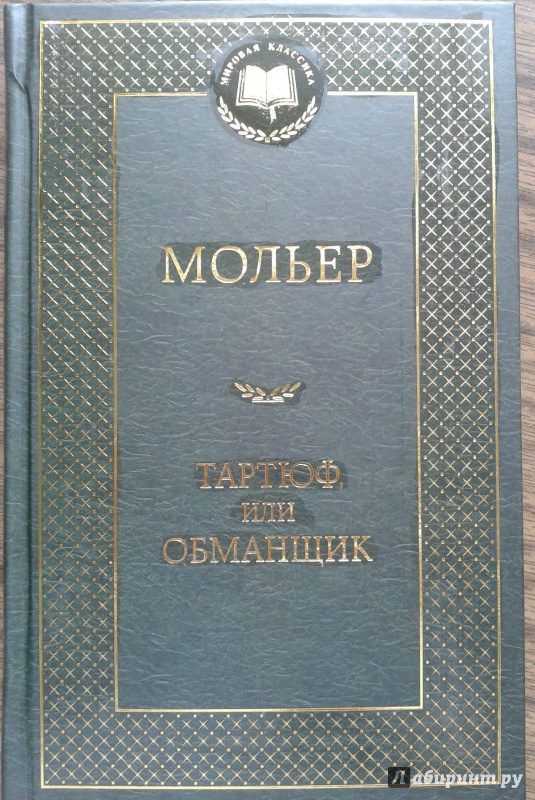 МИРОВАЯ КЛАССИКА
МОЛЬЕР
ТАРТЮФ,
ИЛИ
ОБМАНЩИК
Лабиринт.ру